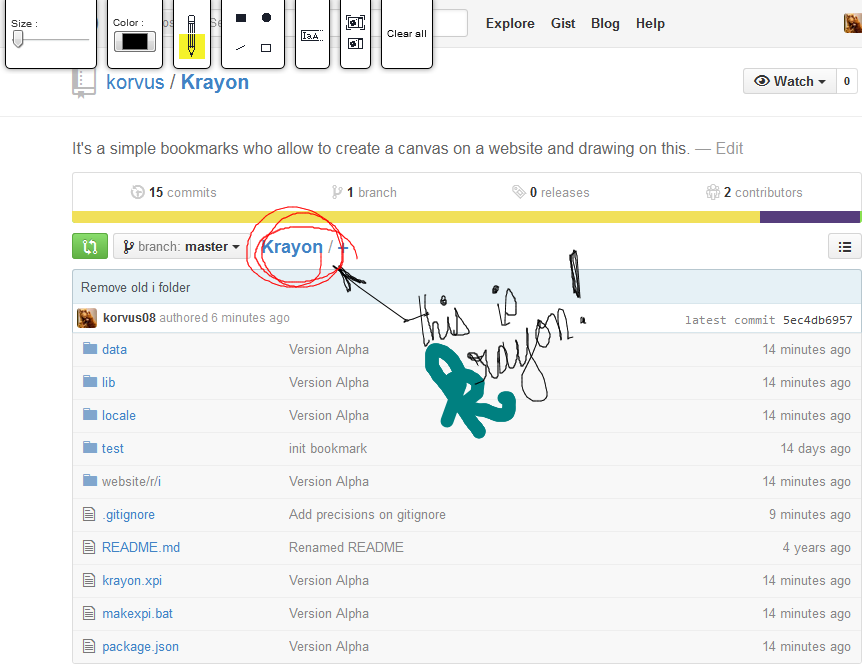 Size :
Color :
IaA
Clear all
Explore Gist Blog Help
korvus / Krayon
Watch 0
It's a simple bookmarks who allow to create a canvas on a website and drawing on this. — Edit
15 commits 1 branch 0 releases 2 contributors
branch: master Krayon / +
Remove old i folder
korvus08 authored 6 minutes ago latest commit 5ec4db6957
this is
Krayon!
data Version Alpha 14 minutes ago
lib Version Alpha 14 minutes ago
locale Version Alpha 14 minutes ago
test init bookmark 14 days ago
website/r/i Version Alpha 14 minutes ago
.gitignore Add precisions on gitignore 9 minutes ago
README.md Renamed README 4 years ago
krayon.xpi Version Alpha 14 minutes ago
makexpi.bat Version Alpha 14 minutes ago
package.json Version Alpha 14 minutes ago